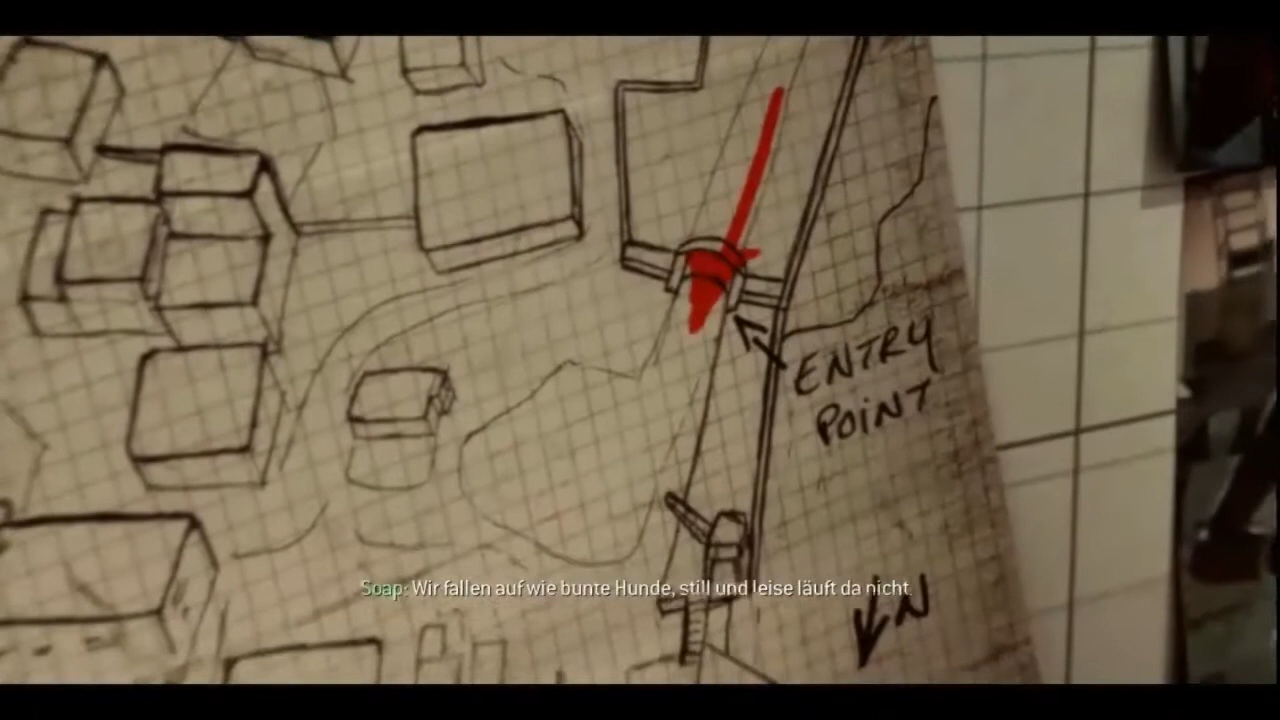 ENTRY
POINT
Soap: Wir fallen auf wie bunte Hunde, still und leise läuft da nicht.
N